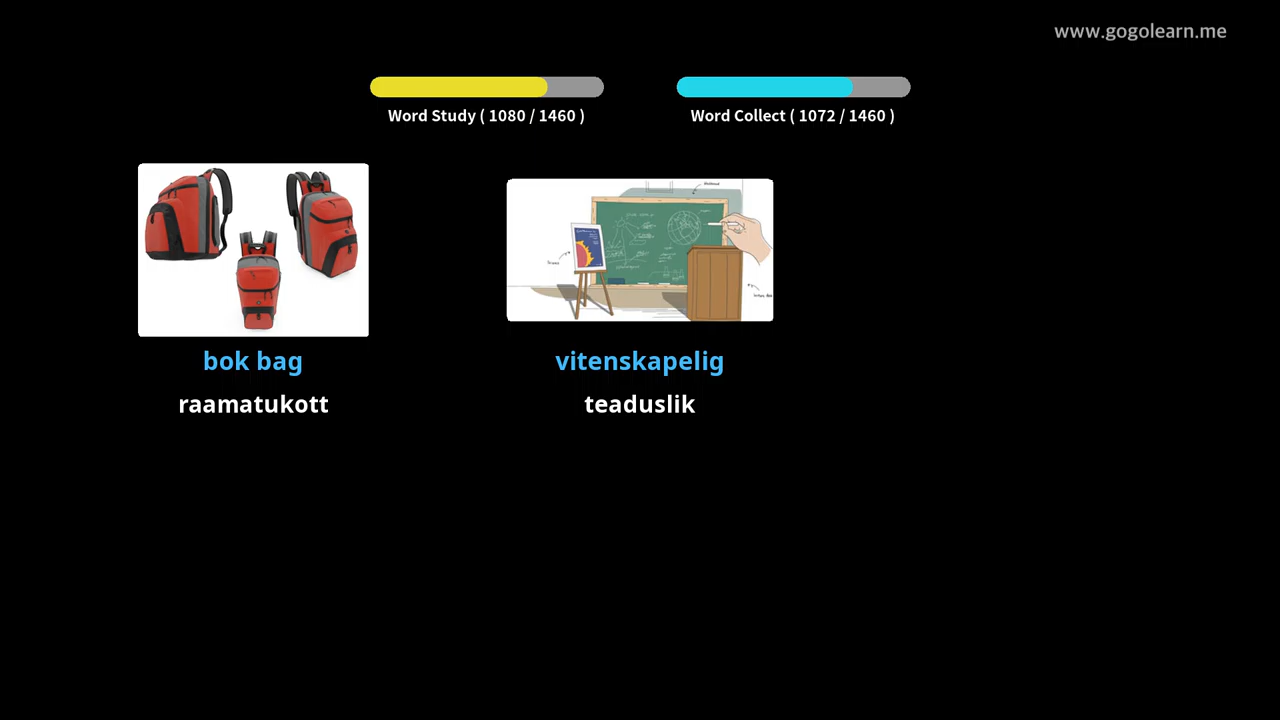 www.gogolearn.me
Word Study ( 1080 / 1460 )
Word Collect ( 1072 / 1460 )
bok bag
vitenskapelig
raamatukott
teaduslik